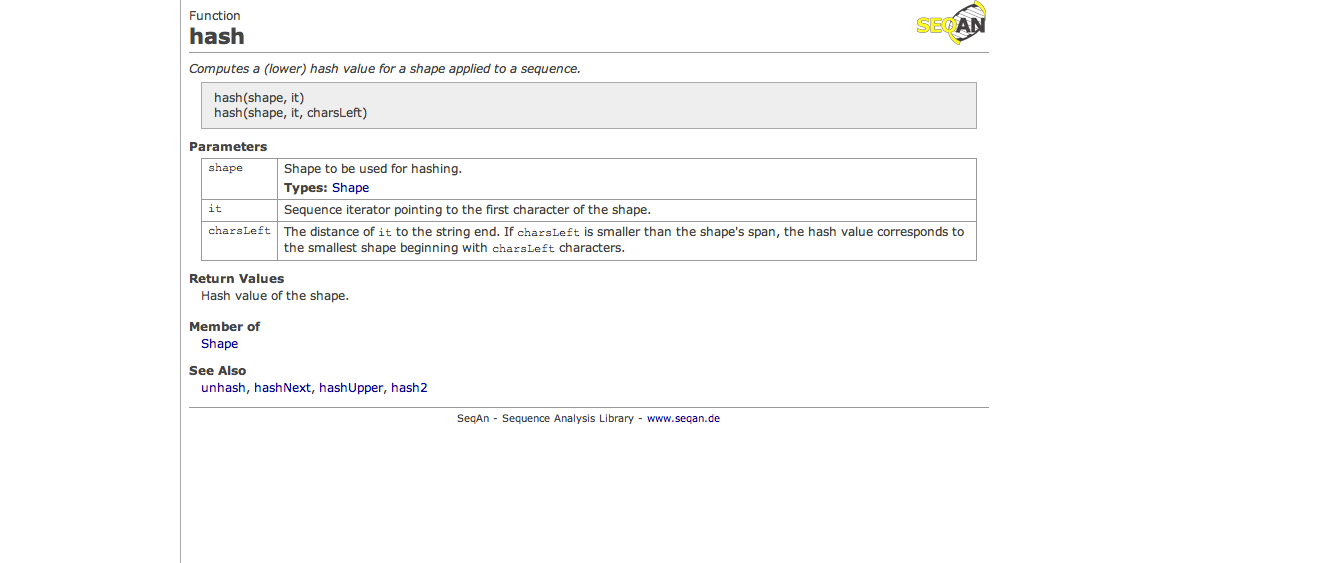 Function
SEQAN
hash
Computes a (lower) hash value for a shape applied to a sequence.
hash(shape, it)
hash(shape, it, charsLeft)
Parameters
shape
Shape to be used for hashing.
Types: Shape
it
Sequence iterator pointing to the first character of the shape.
charsLeft
The distance of it to the string end. If charsLeft is smaller than the shape's span, the hash value corresponds to
the smallest shape beginning with charsLeft characters.
Return Values
Hash value of the shape.
Member of
Shape
See Also
unhash, hashNext, hashUpper, hash2
SeqAn - Sequence Analysis Library - www.seqan.de